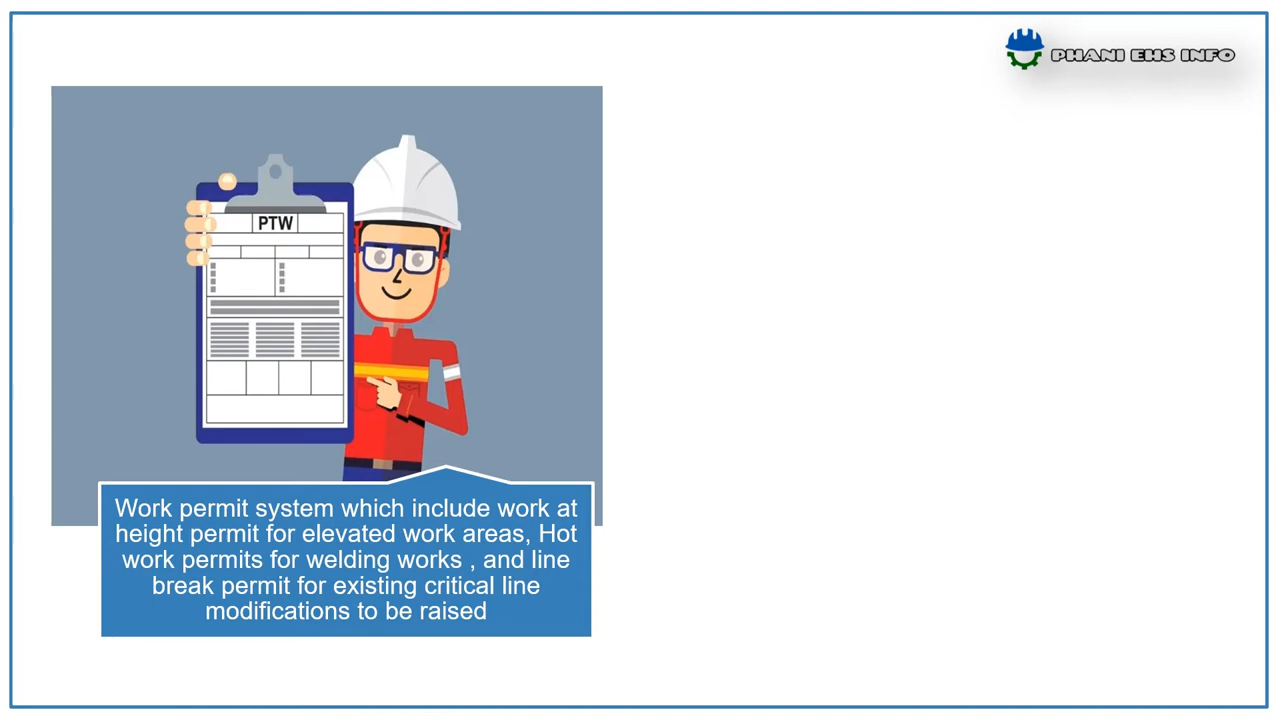 PHANI EHS INFO
PTW
Work permit system which include work at
height permit for elevated work areas, Hot
work permits for welding works , and line
break permit for existing critical line
modifications to be raised